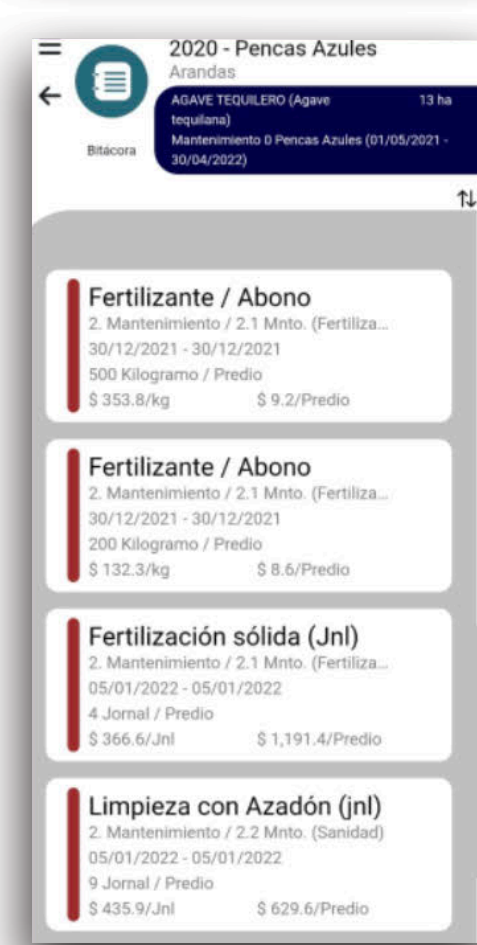 2020 - Pencas Azules
Arandas
Bitácora
AGAVE TEQUILERO (Agave tequilana)
13 ha
Mantenimiento 0 Pencas Azules (01/05/2021 -
30/04/2022)
Fertilizante / Abono
2. Mantenimiento / 2.1 Mnto. (Fertiliza...
30/12/2021 - 30/12/2021
500 Kilogramo / Predio
$ 353.8/kg $ 9.2/Predio
Fertilizante / Abono
2. Mantenimiento / 2.1 Mnto. (Fertiliza...
30/12/2021 - 30/12/2021
200 Kilogramo / Predio
$ 132.3/kg $ 8.6/Predio
Fertilización sólida (Jnl)
2. Mantenimiento / 2.1 Mnto. (Fertiliza...
05/01/2022 - 05/01/2022
4 Jornal / Predio
$ 366.6/Jnl $ 1,191.4/Predio
Limpieza con Azadón (jnl)
2. Mantenimiento / 2.2 Mnto. (Sanidad)
05/01/2022 - 05/01/2022
9 Jornal / Predio
$ 435.9/Jnl $ 629.6/Predio